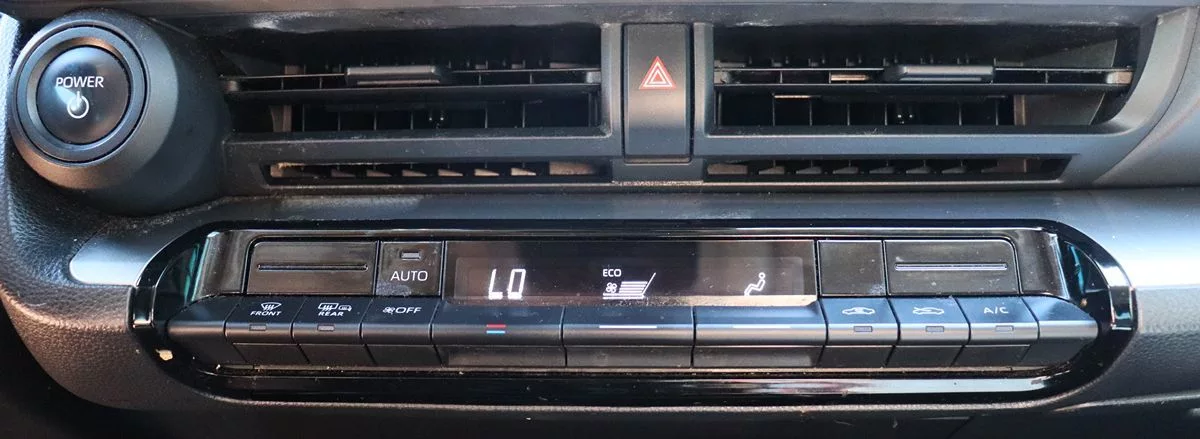 POWER
AUTO
LO
ECO
FRONT
REAR
OFF
A/C